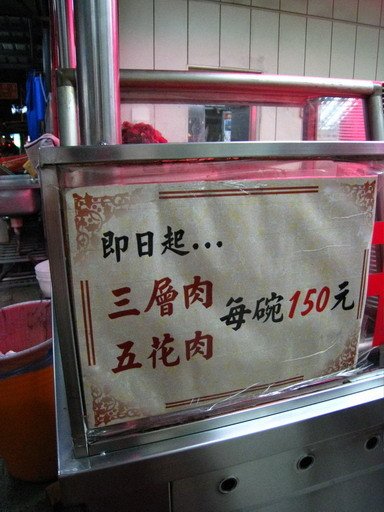 即日起...
三層肉
五花肉
每碗150元